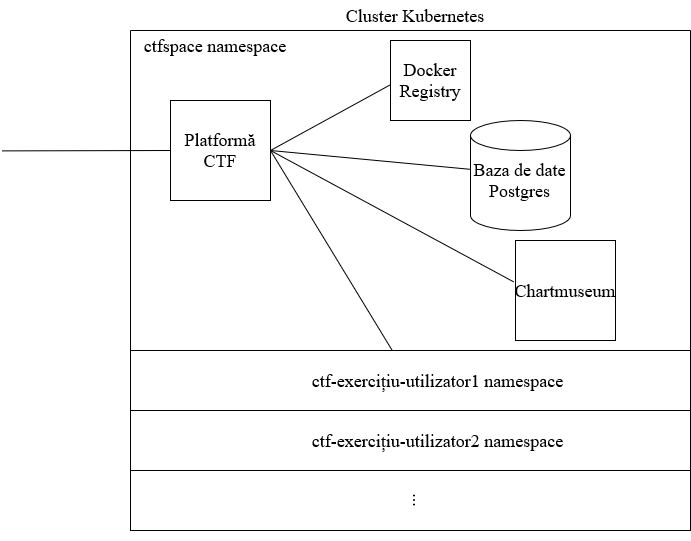 Cluster Kubernetes
ctfspace namespace
Docker
Registry
Platformă
CTF
Baza de date
Postgres
Chartmuseum
ctf-exercițiu-utilizator1 namespace
ctf-exercițiu-utilizator2 namespace
⋮